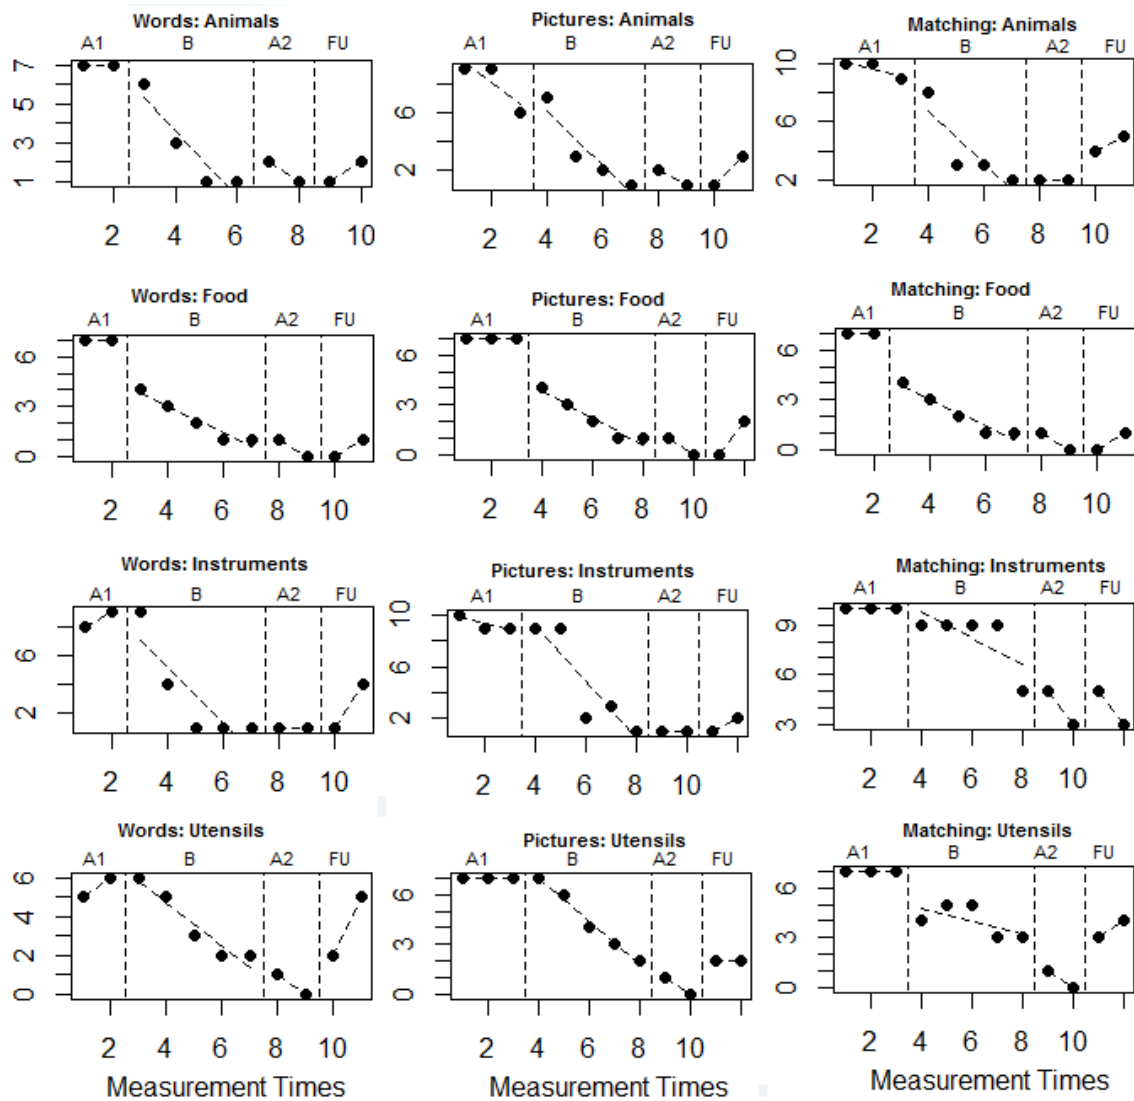 Words: Animals
A1 B A2 FU
7
5
3
1
2 4 6 8 10
Pictures: Animals
A1 B A2 FU
6
2
2 4 6 8 10
Matching: Animals
A1 B A2 FU
10
6
2
2 4 6 8 10
Words: Food
A1 B A2 FU
6
3
0
2 4 6 8 10
Pictures: Food
A1 B A2 FU
6
3
0
2 4 6 8 10
Matching: Food
A1 B A2 FU
6
3
0
2 4 6 8 10
Words: Instruments
A1 B A2 FU
6
2
2 4 6 8 10
Pictures: Instruments
A1 B A2 FU
10
6
2
2 4 6 8 10
Matching: Instruments
A1 B A2 FU
9
6
3
2 4 6 8 10
Words: Utensils
A1 B A2 FU
6
4
2
0
2 4 6 8 10
Measurement Times
Pictures: Utensils
A1 B A2 FU
6
3
0
2 4 6 8 10
Measurement Times
Matching: Utensils
A1 B A2 FU
6
3
0
2 4 6 8 10
Measurement Times